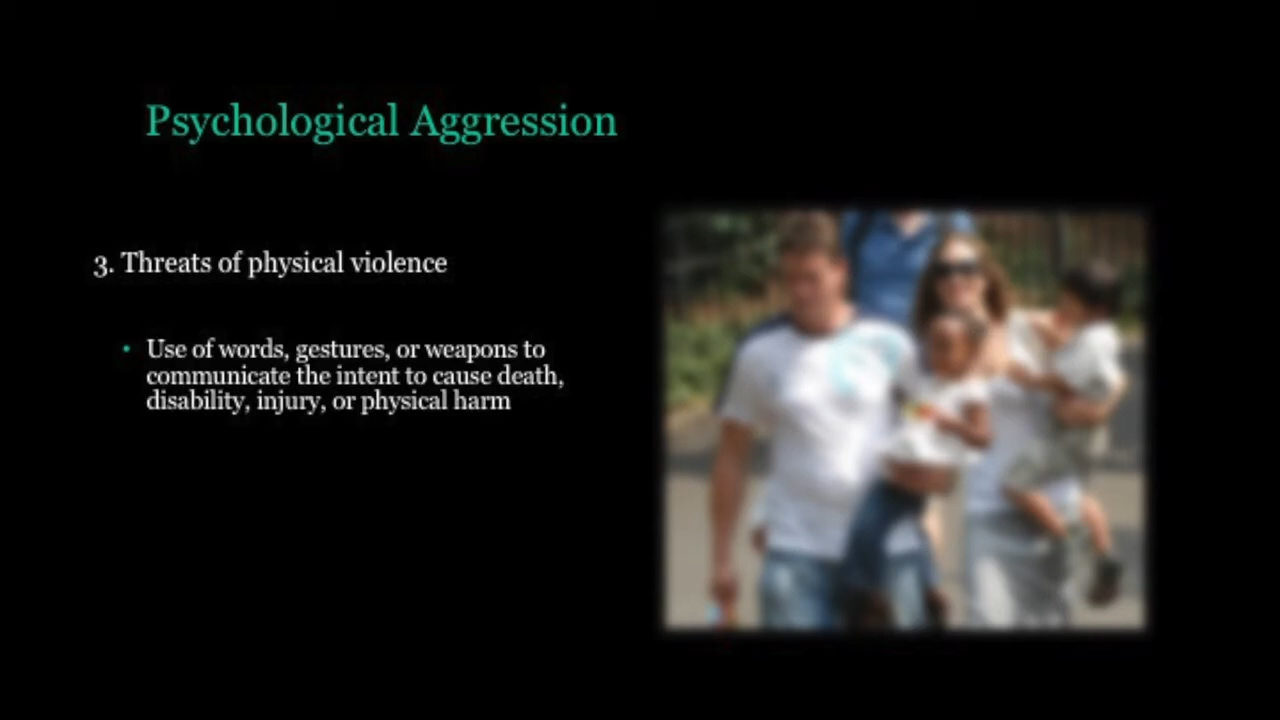 Psychological Aggression
3. Threats of physical violence
• Use of words, gestures, or weapons to
communicate the intent to cause death,
disability, injury, or physical harm